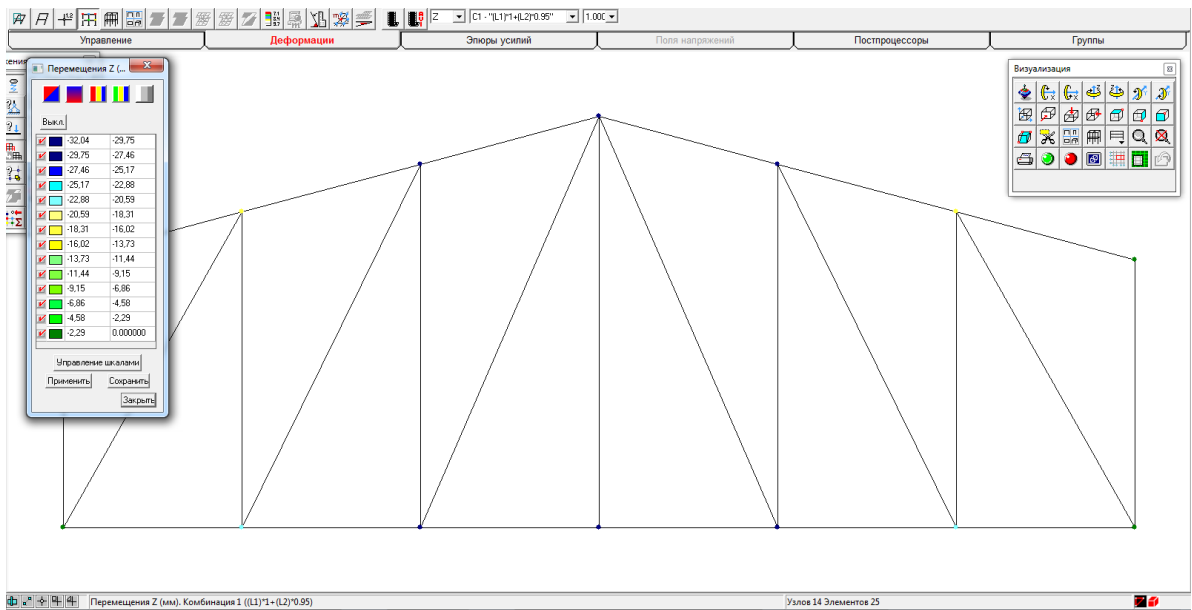 Z C1 - "(L1)*1+(L2)*0.95" 1.00
Управление Деформации Эпюры усилий Поля напряжений Постпроцессоры Группы
Перемещения Z (...
Выкл.
-32,04 -29,75
-29,75 -27,46
-27,46 -25,17
-25,17 -22,88
-22,88 -20,59
-20,59 -18,31
-18,31 -16,02
-16,02 -13,73
-13,73 -11,44
-11,44 -9,15
-9,15 -6,86
-6,86 -4,58
-4,58 -2,29
-2,29 0.000000
Управление шкалами
Применить Сохранить
Закрыть
Визуализация
Перемещения Z (мм). Комбинация 1 ((L1)*1+(L2)*0.95) Узлов 14 Элементов 25